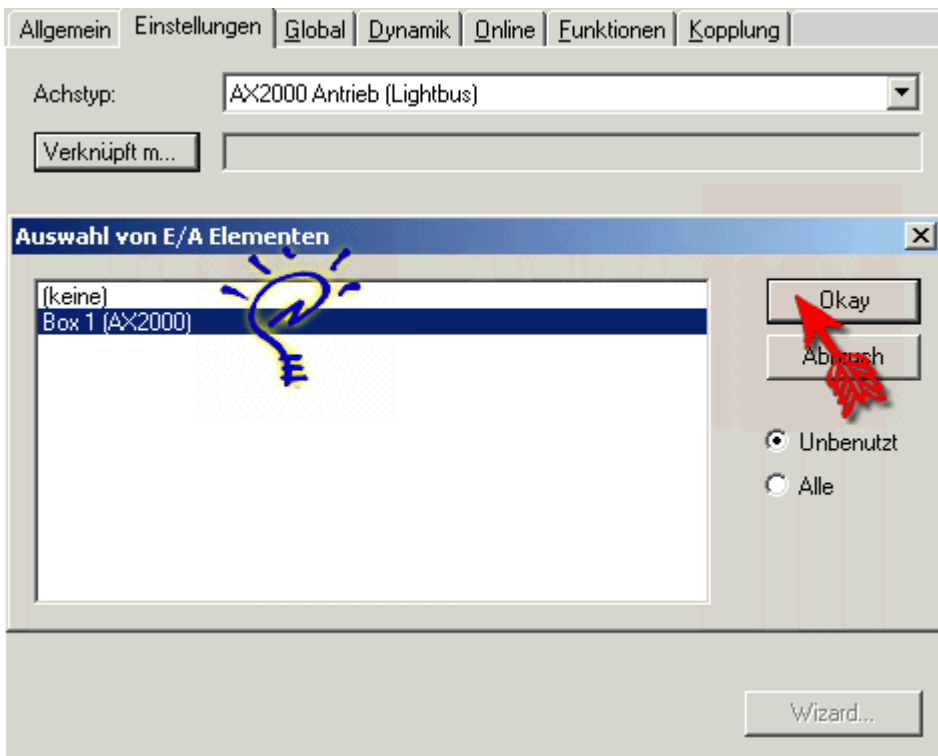 Allgemein Einstellungen Global Dynamik Online Funktionen Kopplung
Achstyp: AX2000 Antrieb (Lightbus)
Verknüpft m...
Auswahl von E/A Elementen
(keine)
Box 1 (AX2000)
Okay
Abbruch
Unbenutzt
Alle
Wizard...